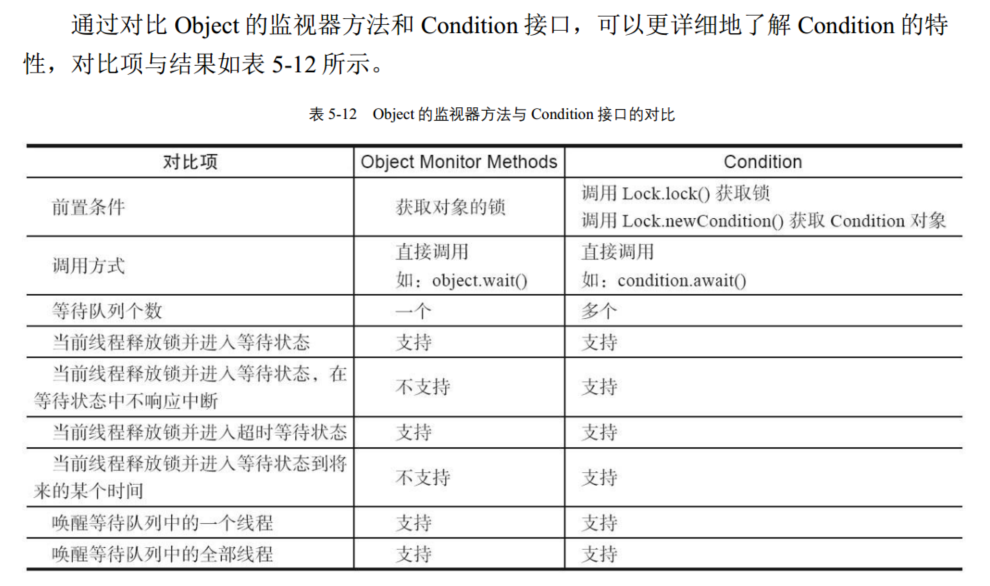 通过对比 Object 的监视器方法和 Condition 接口，可以更详细地了解 Condition 的特
性，对比项与结果如表 5-12 所示。
表 5-12 Object 的监视器方法与 Condition 接口的对比
对比项 Object Monitor Methods Condition
前置条件 获取对象的锁 调用 Lock.lock() 获取锁
调用 Lock.newCondition() 获取 Condition 对象
调用方式 直接调用 直接调用
如：object.wait() 如：condition.await()
等待队列个数 一个 多个
当前线程释放锁并进入等待状态 支持 支持
当前线程释放锁并进入等待状态，在
等待状态中不响应中断 不支持 支持
当前线程释放锁并进入超时等待状态 支持 支持
当前线程释放锁并进入等待状态到将
来的某个时间 不支持 支持
唤醒等待队列中的一个线程 支持 支持
唤醒等待队列中的全部线程 支持 支持